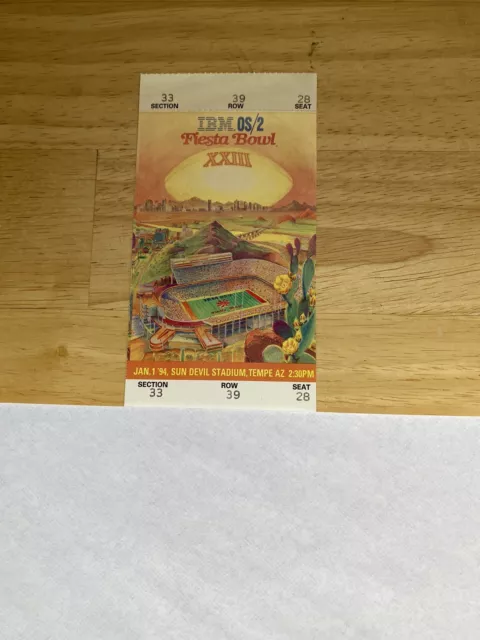 33 39 28
SECTION ROW SEAT
IBM OS/2
Fiesta Bowl
XXIII
JAN. 1 '94, SUN DEVIL STADIUM, TEMPE AZ 2:30PM
SECTION ROW SEAT
33 39 28